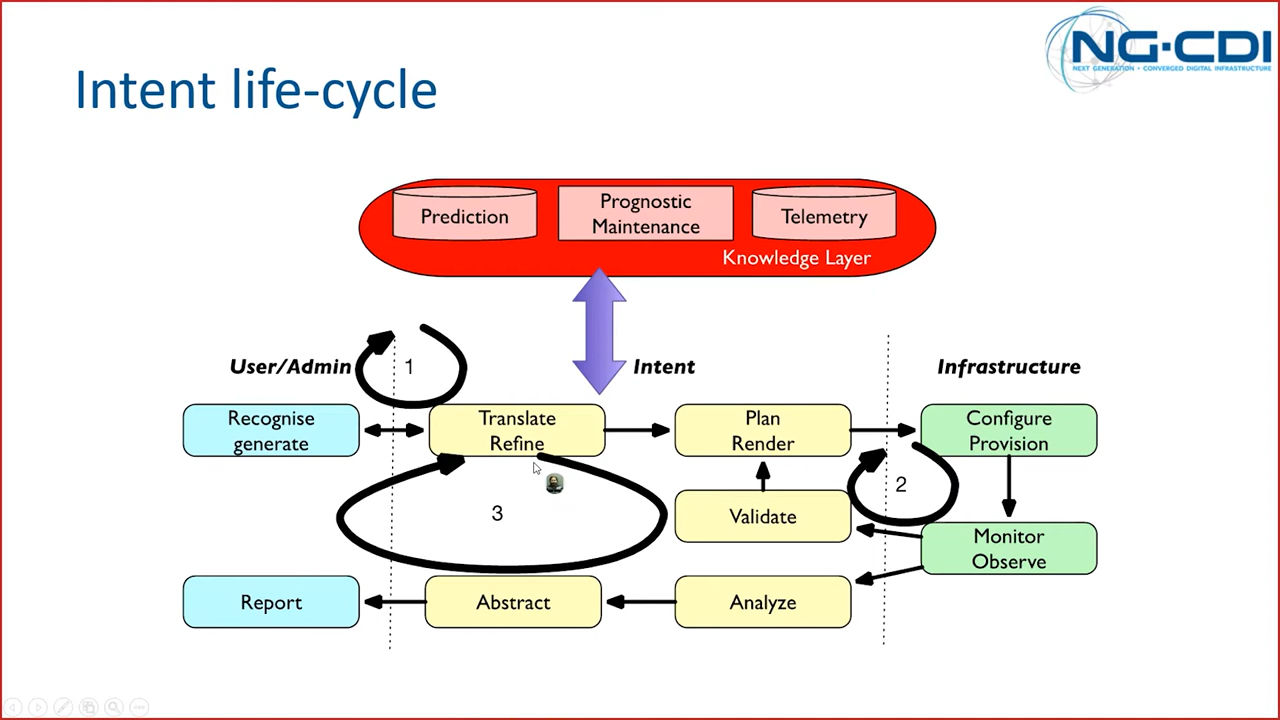 NG-CDI
NEXT GENERATION • CONVERGED DIGITAL INFRASTRUCTURE
Intent life-cycle
Prediction
Prognostic
Maintenance
Telemetry
Knowledge Layer
User/Admin
1
Intent
Infrastructure
Recognise
generate
Translate
Refine
Plan
Render
Configure
Provision
2
3
Validate
Monitor
Observe
Report
Abstract
Analyze